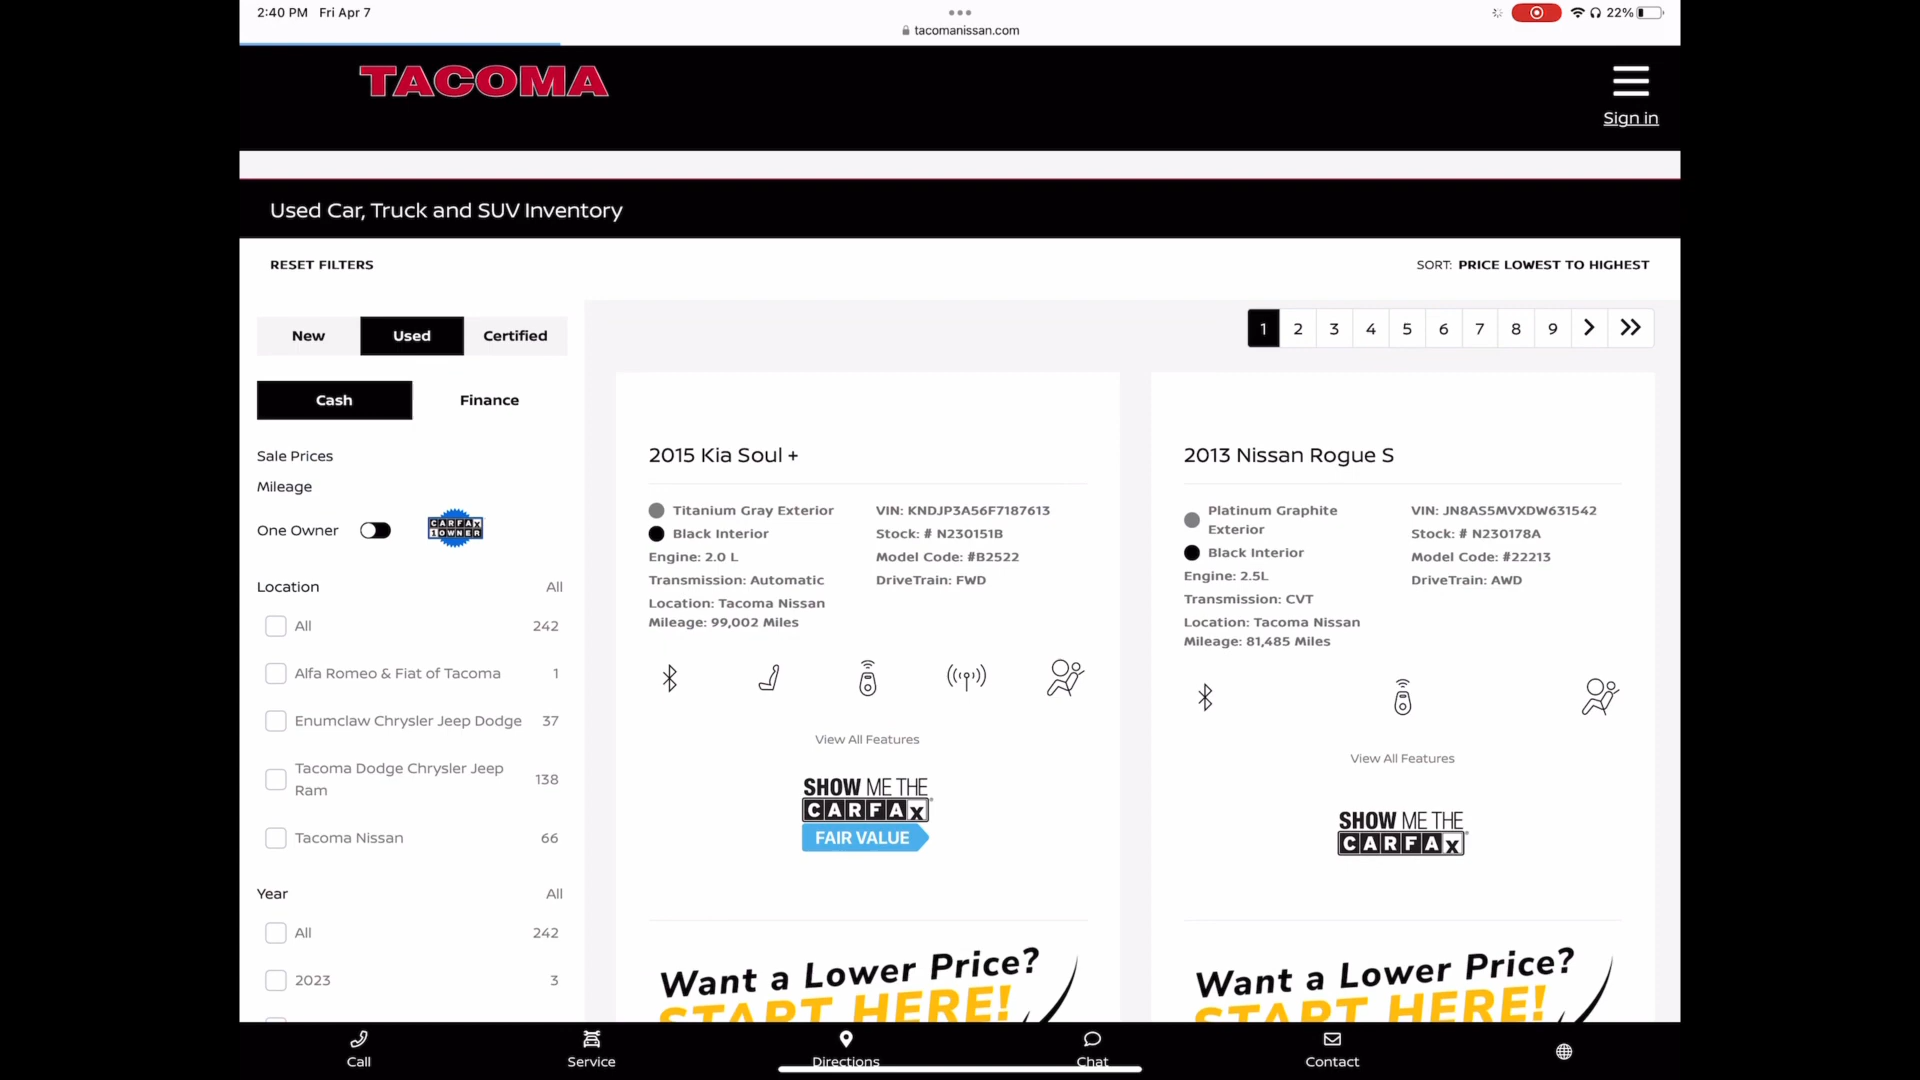 2:40 PM Fri Apr 7
22%
tacomanissan.com
TACOMA
Sign in
Used Car, Truck and SUV Inventory
RESET FILTERS
SORT: PRICE LOWEST TO HIGHEST
New Used Certified
1 2 3 4 5 6 7 8 9
Cash Finance
Sale Prices
Mileage
One Owner
CARFAX
1 OWNER
Location All
All 242
Alfa Romeo & Fiat of Tacoma 1
Enumclaw Chrysler Jeep Dodge 37
Tacoma Dodge Chrysler Jeep
Ram 138
Tacoma Nissan 66
Year All
All 242
2023 3
2015 Kia Soul +
Titanium Gray Exterior
Black Interior
Engine: 2.0 L
Transmission: Automatic
Location: Tacoma Nissan
Mileage: 99,002 Miles
VIN: KNDJP3A56F7187613
Stock: # N230151B
Model Code: #B2522
DriveTrain: FWD
View All Features
SHOW ME THE
CARFAX
FAIR VALUE
Want a Lower Price?
START HERE!
2013 Nissan Rogue S
Platinum Graphite
Exterior
Black Interior
Engine: 2.5L
Transmission: CVT
Location: Tacoma Nissan
Mileage: 81,485 Miles
VIN: JN8AS5MVXDW631542
Stock: # N230178A
Model Code: #22213
DriveTrain: AWD
View All Features
SHOW ME THE
CARFAX
Want a Lower Price?
START HERE!
Call Service Directions Chat Contact